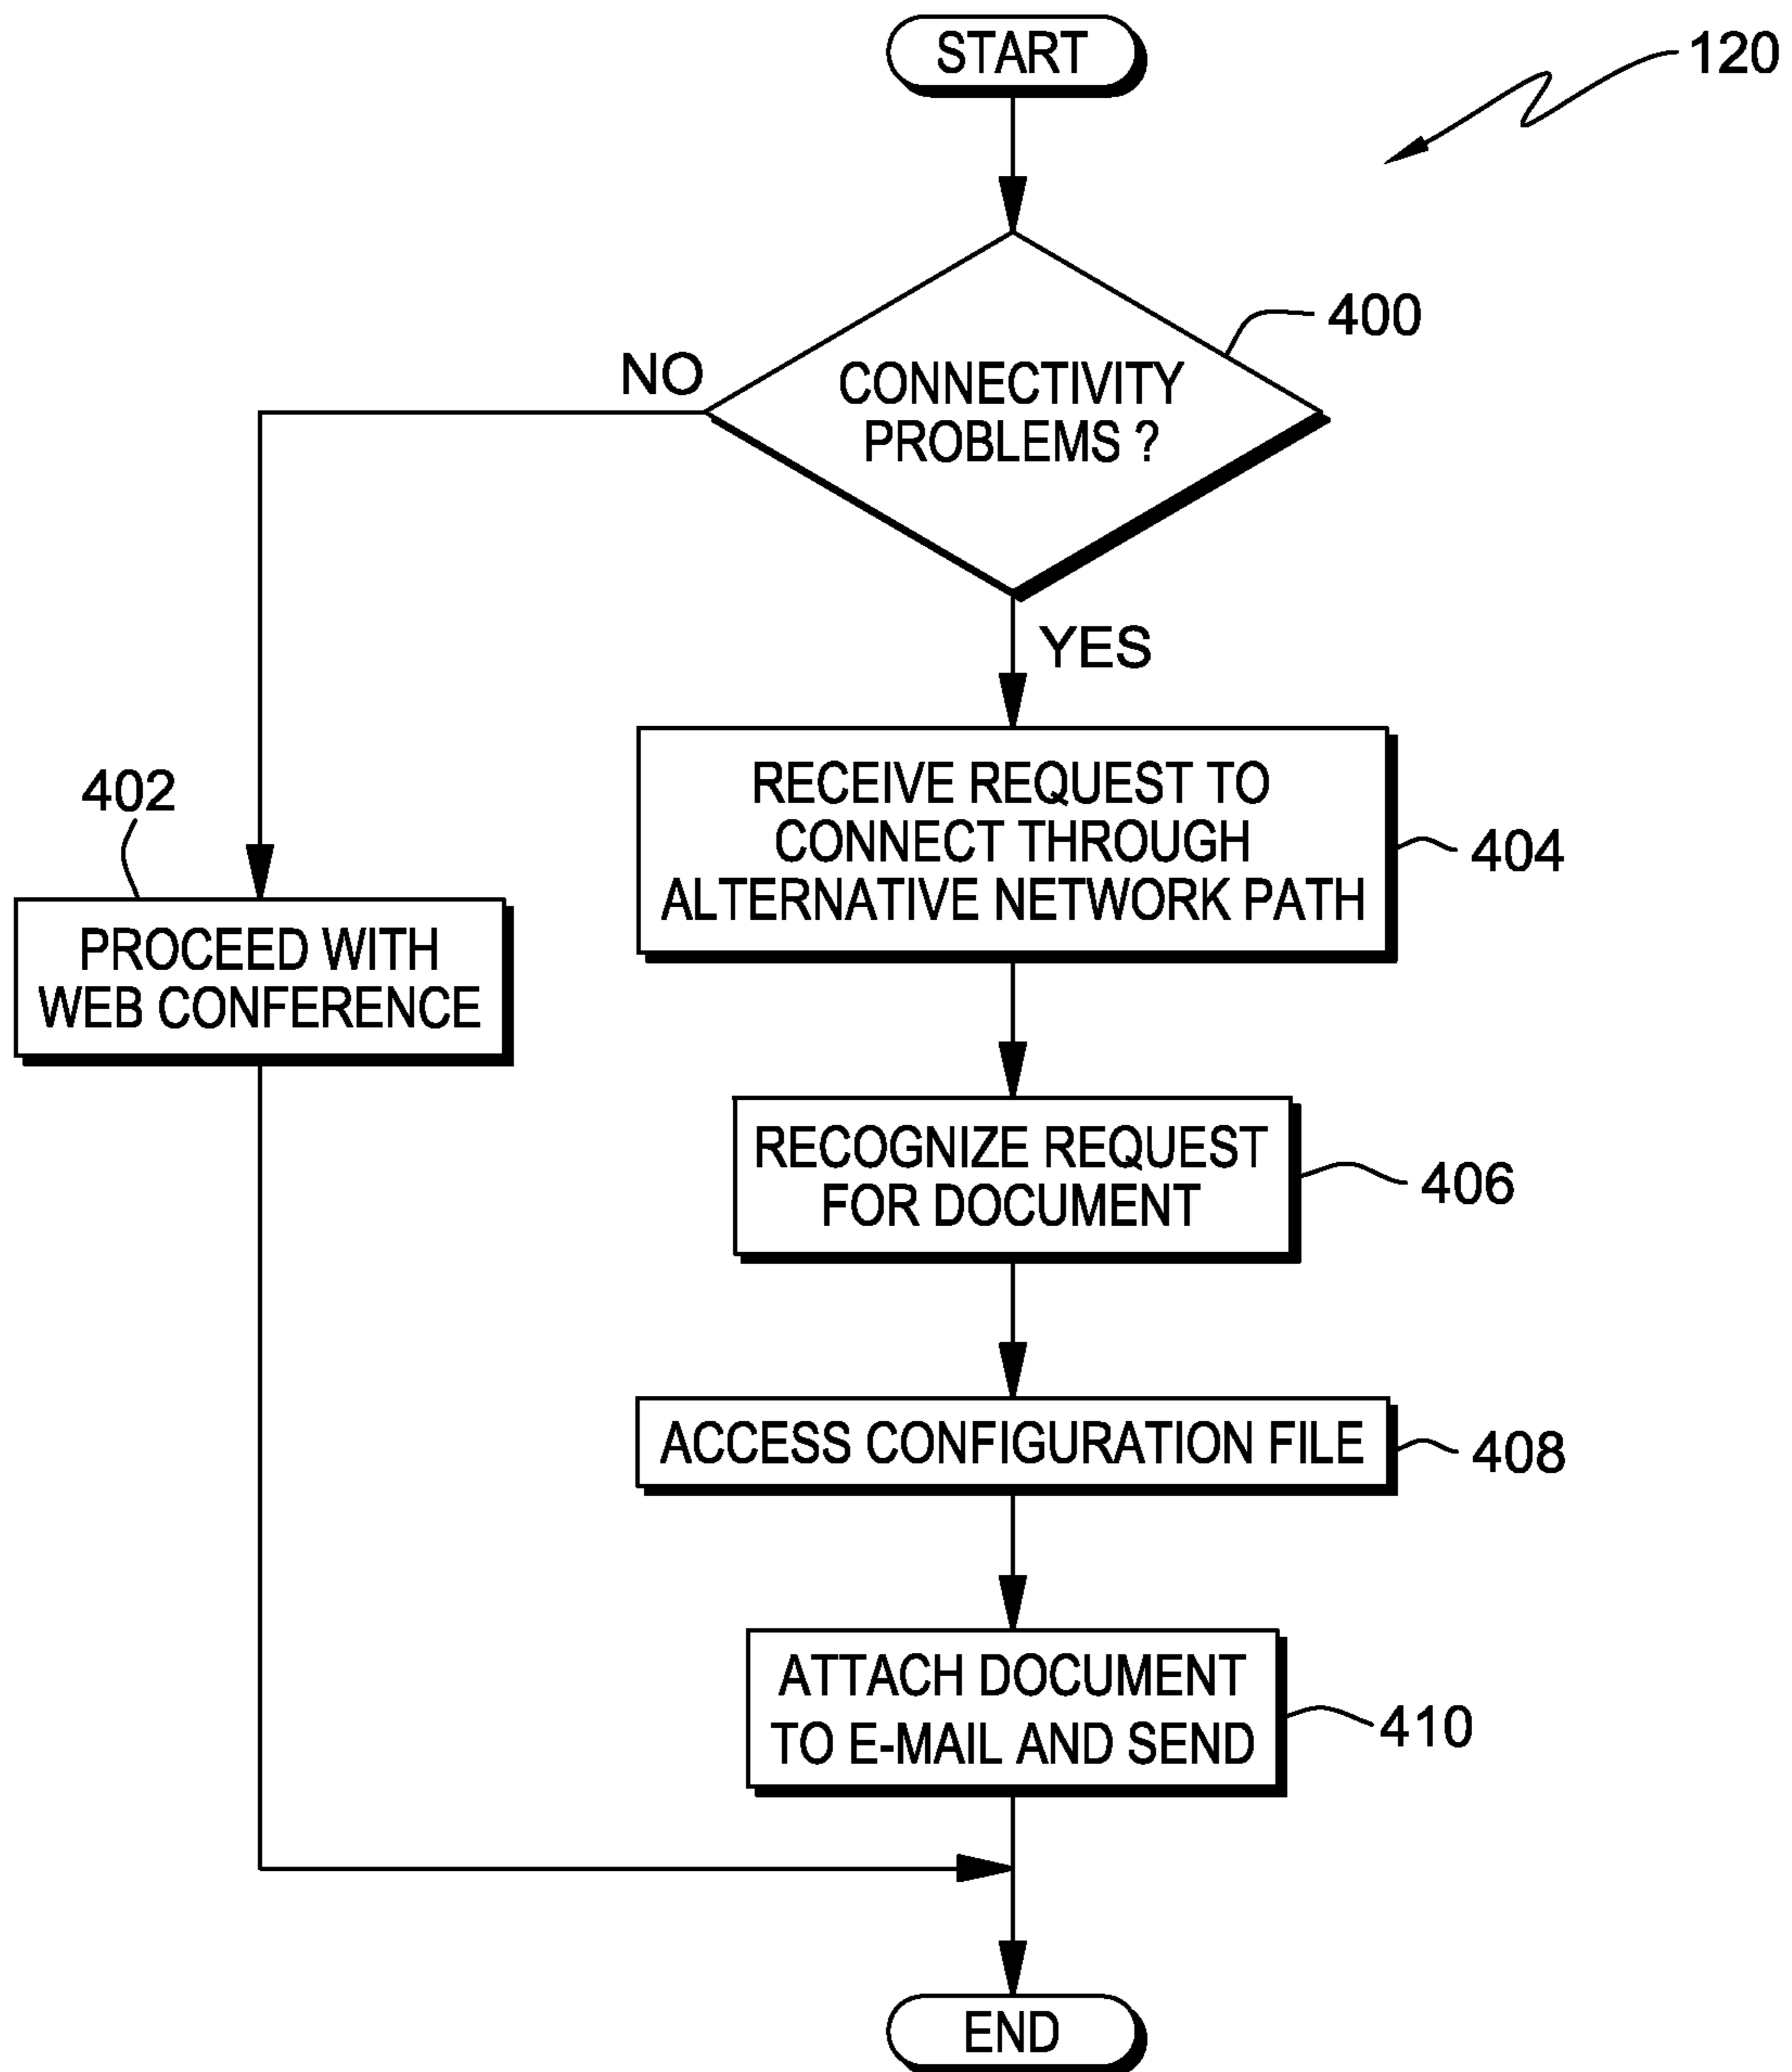 START
120
400
CONNECTIVITY
PROBLEMS ?
NO
YES
RECEIVE REQUEST TO
CONNECT THROUGH
ALTERNATIVE NETWORK PATH
404
402
PROCEED WITH
WEB CONFERENCE
RECOGNIZE REQUEST
FOR DOCUMENT
406
ACCESS CONFIGURATION FILE
408
ATTACH DOCUMENT
TO E-MAIL AND SEND
410
END